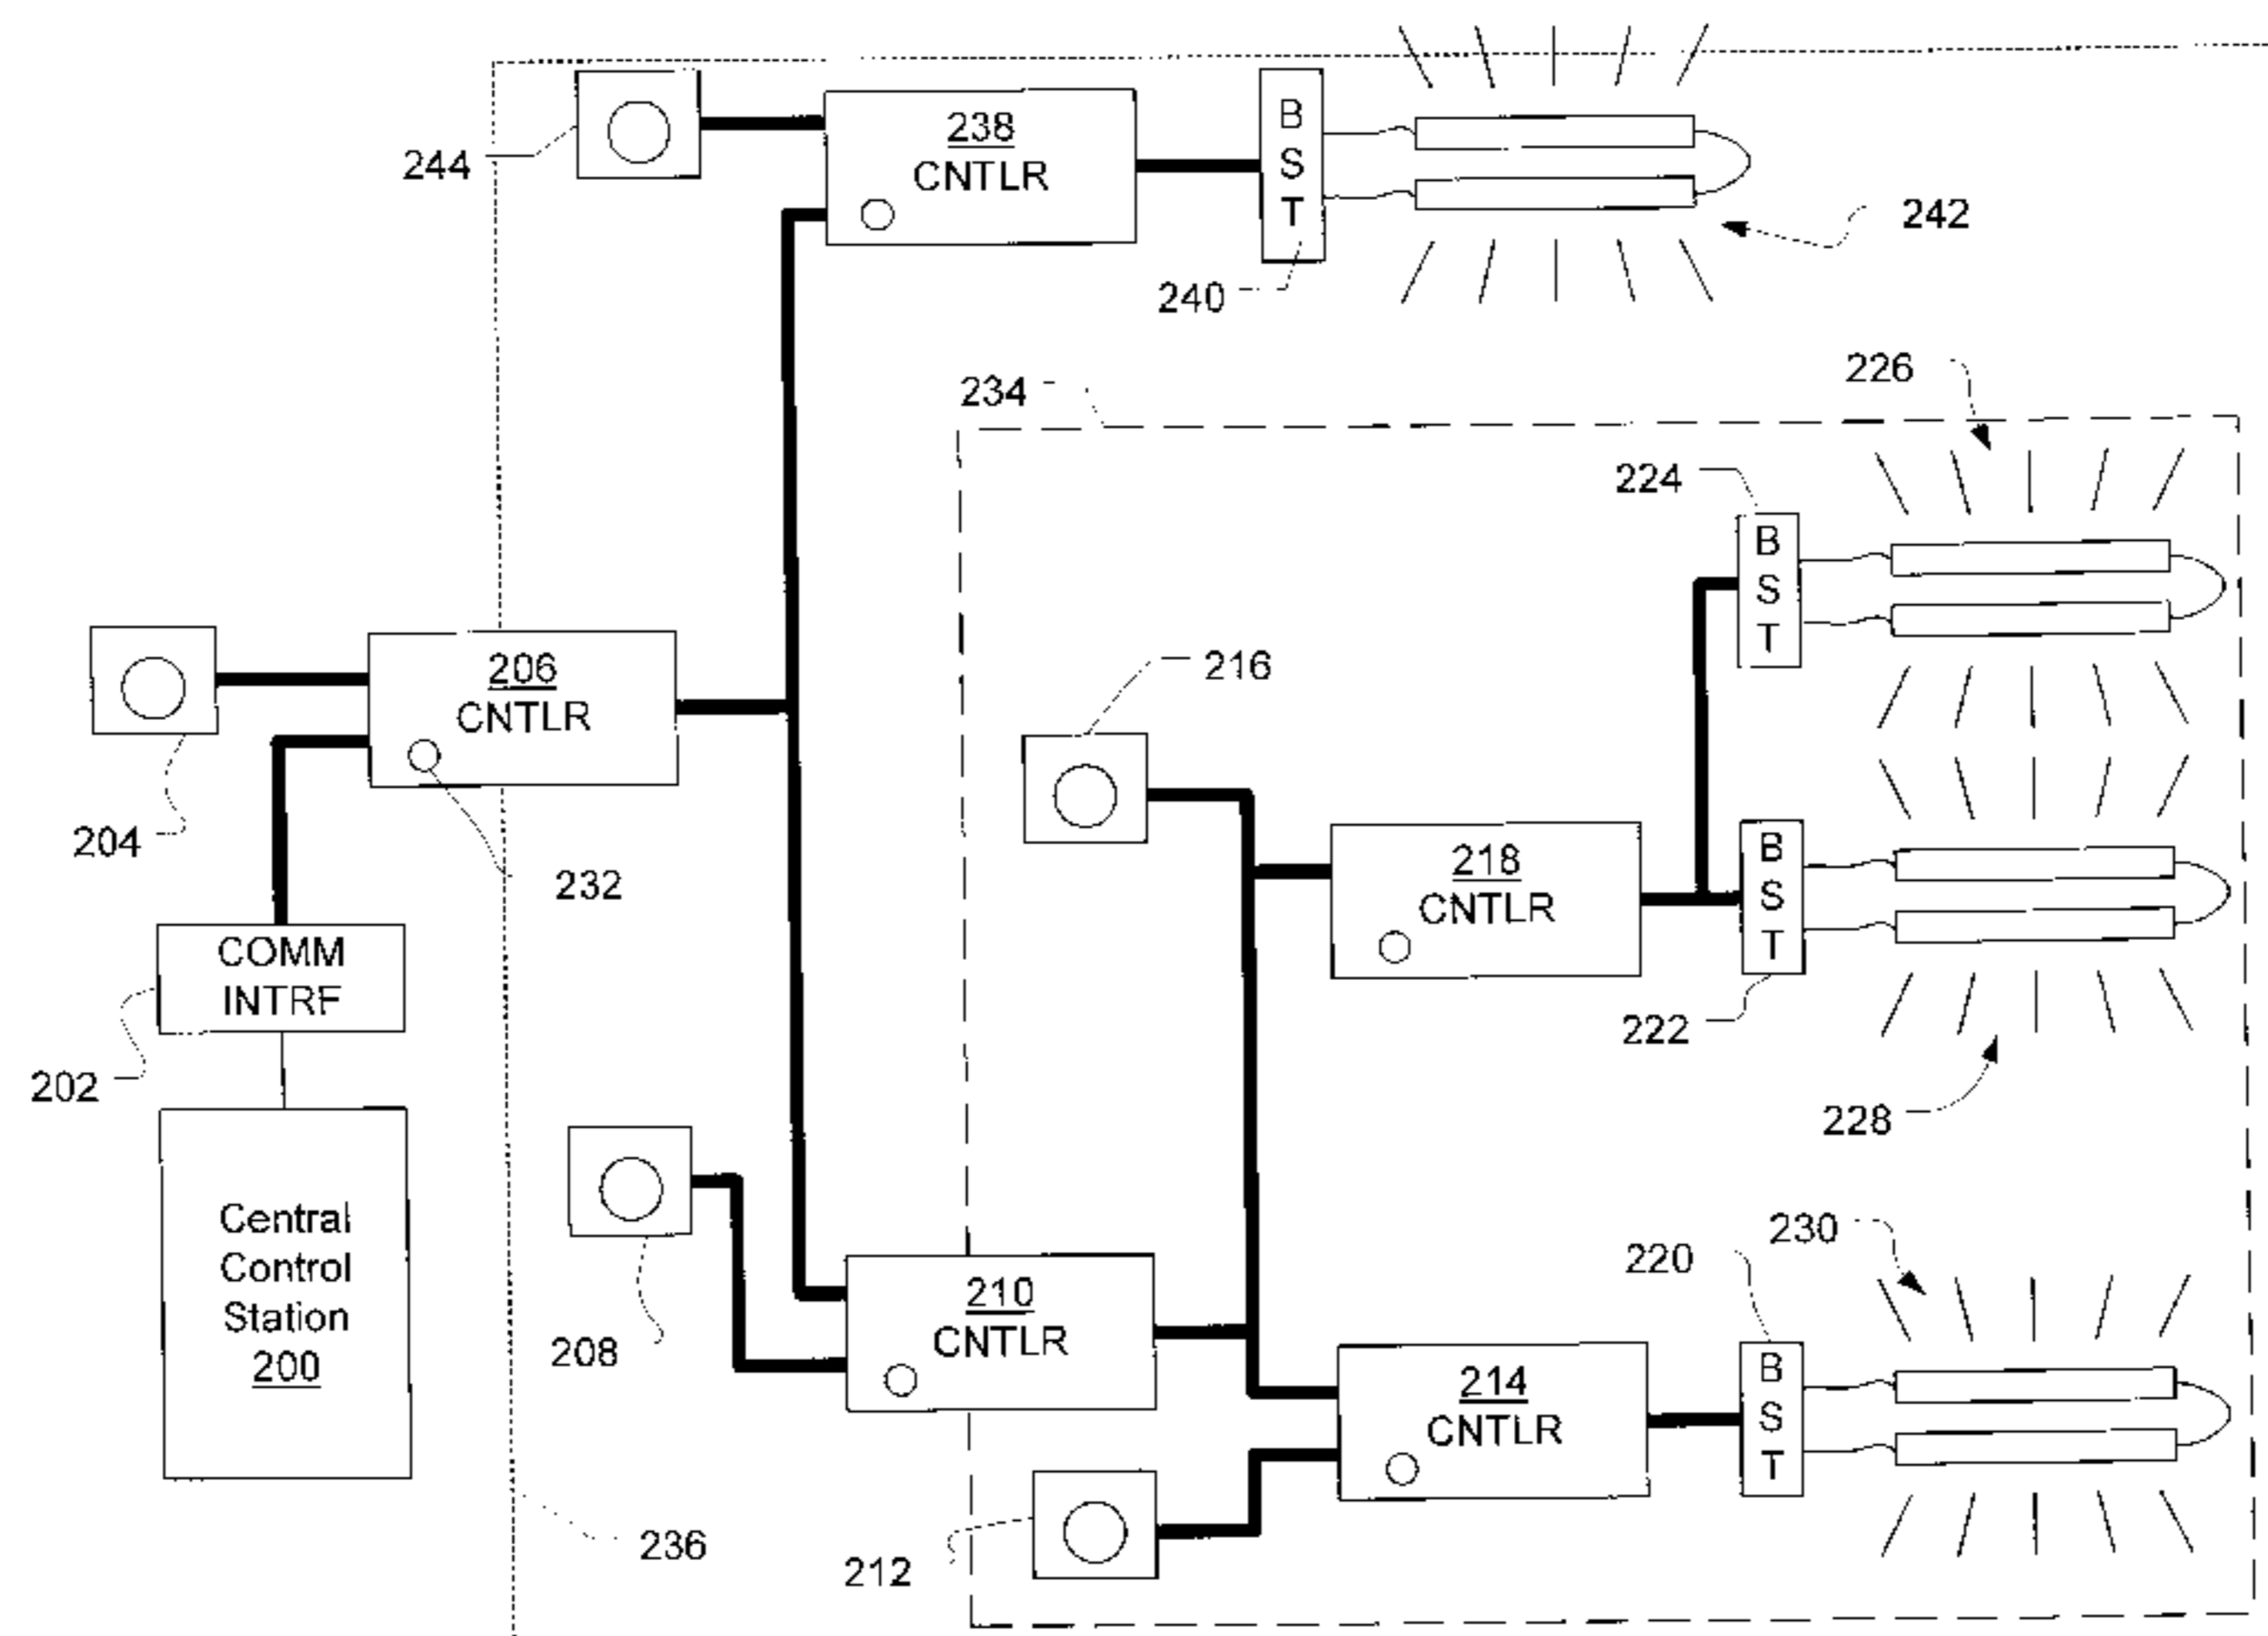 244
238
CNTLR
B
S
T
240
242
234
226
224
B
S
T
216
204
206
CNTLR
232
218
CNTLR
B
S
T
222
228
COMM
INTRF
202
Central
Control
Station
200
208
210
CNTLR
230
220
214
CNTLR
B
S
T
236
212